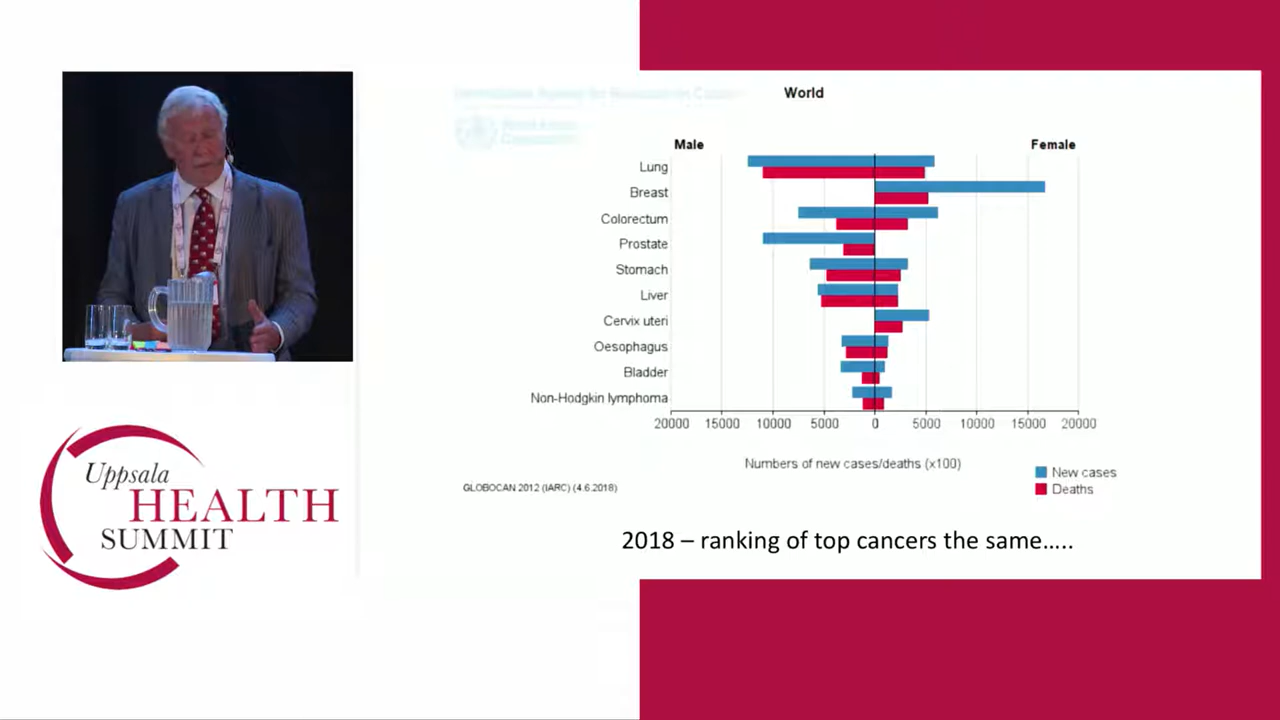 World
Male
Female
Lung
Breast
Colorectum
Prostate
Stomach
Liver
Cervix uteri
Oesophagus
Bladder
Non-Hodgkin lymphoma
20000 15000 10000 5000 0 5000 10000 15000 20000
Numbers of new cases/deaths (x100)
New cases
Deaths
GLOBOCAN 2012 (IARC) (4.6.2018)
2018 – ranking of top cancers the same.....
Uppsala
HEALTH
SUMMIT